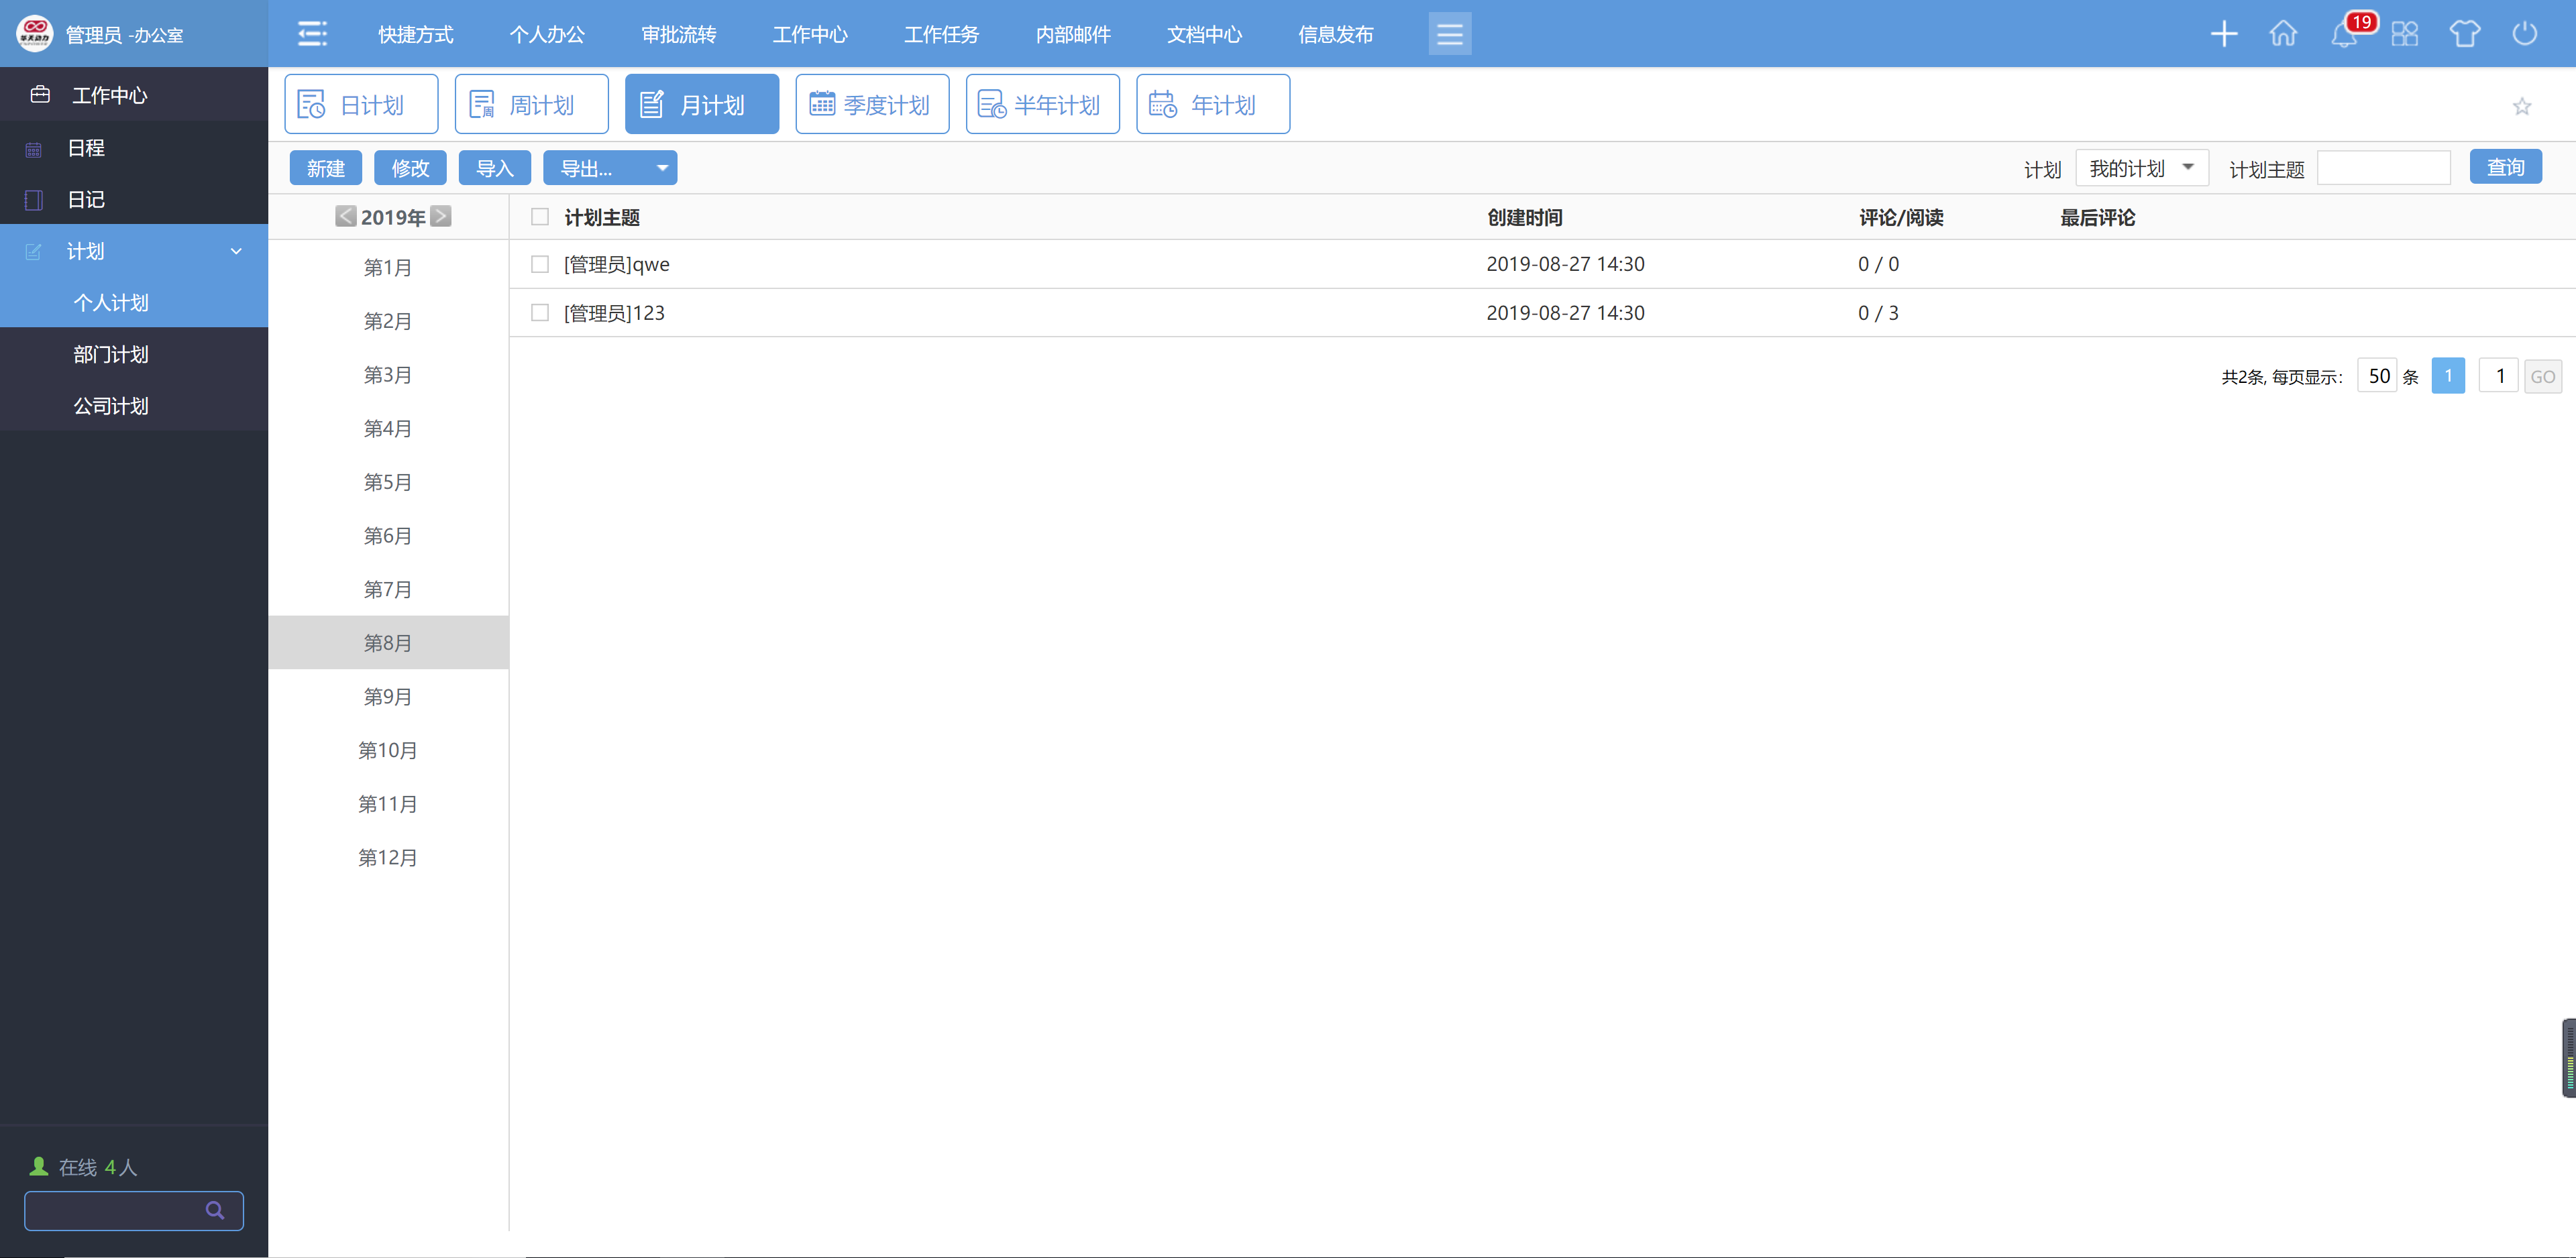 华天动力
管理员 -办公室
快捷方式 个人办公 审批流转 工作中心 工作任务 内部邮件 文档中心 信息发布
19
工作中心
日程
日记
计划
个人计划
部门计划
公司计划
日计划 周 周计划 月计划 季度计划 半年计划 年计划
新建 修改 导入 导出...
计划 我的计划 计划主题 查询
< 2019年 >
计划主题 创建时间 评论/阅读 最后评论
[管理员]qwe 2019-08-27 14:30 0 / 0
[管理员]123 2019-08-27 14:30 0 / 3
共2条, 每页显示: 50 条 1 1 GO
第1月
第2月
第3月
第4月
第5月
第6月
第7月
第8月
第9月
第10月
第11月
第12月
在线 4人